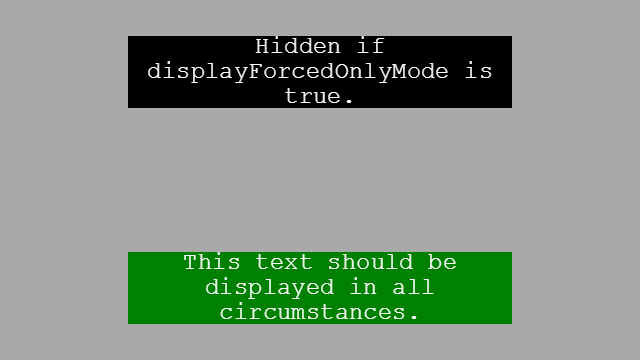 Hidden if
displayForcedOnlyMode is
true.
This text should be
displayed in all
circumstances.